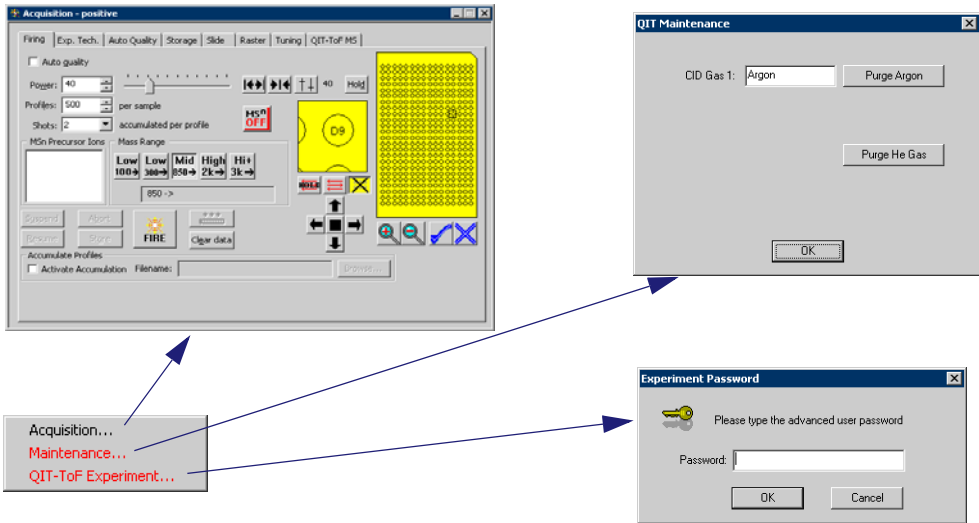 Acquisition - positive
Firing Exp. Tech. Auto Quality Storage Slide Raster Tuning QIT-ToF MS
Auto quality
Power: 40 40 Hold
Profiles: 500 per sample
Shots: 2 accumulated per profile
MSn OFF
D9
MSn Precursor Ions Mass Range
Low 100→ Low 300→ Mid 850→ High 2k→ Hi+ 3k→
850 ->
HOLE
Suspend Abort
Resume Store FIRE Clear data
Accumulate Profiles
Activate Accumulation Filename: Browse...
QIT Maintenance
CID Gas 1: Argon Purge Argon
Purge He Gas
OK
Acquisition...
Maintenance...
QIT-ToF Experiment...
Experiment Password
Please type the advanced user password
Password:
OK Cancel